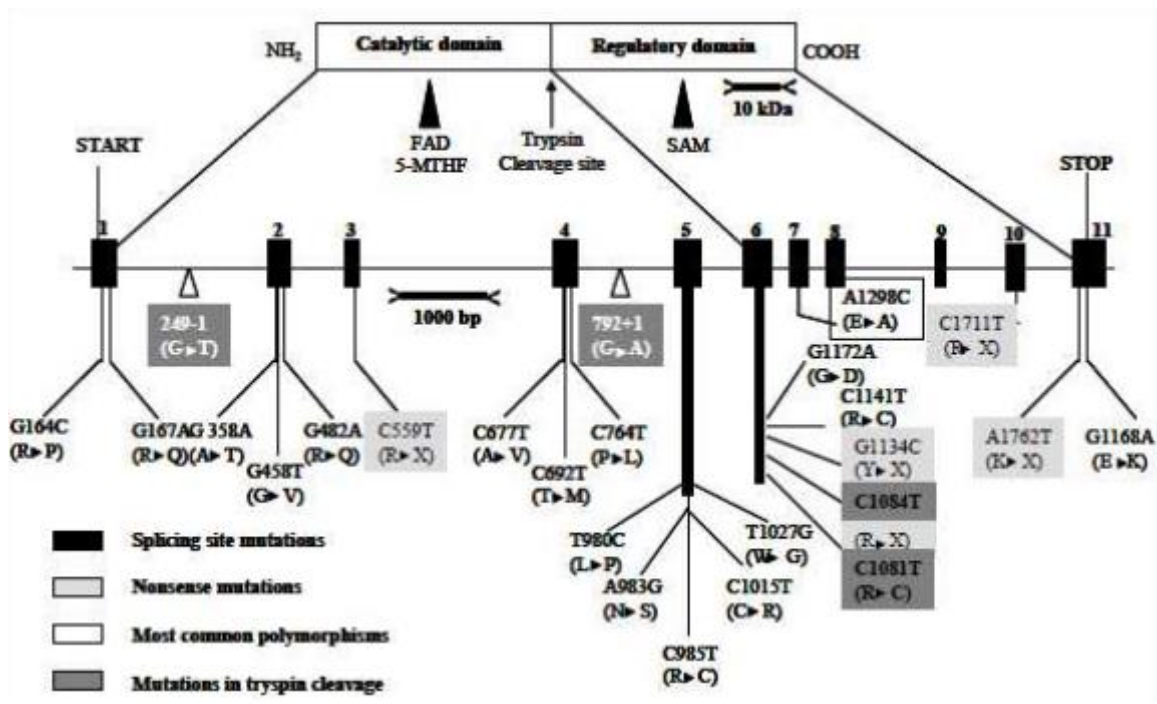 NH₂
Catalytic domain
Regulatory domain
COOH
10 kDa
FAD
5-MTHF
Trypsin
Cleavage site
SAM
START
STOP
1
2
3
4
5
6
7
8
9
10
11
249-1
(G▸T)
1000 bp
792+1
(G▸A)
A1298C
(E▸A)
C1711T
(R▸ X)
G1172A
(G▸D)
C1141T
(R▸ C)
G1134C
(Y▸X)
C1084T
(R▸X)
C1081T
(R▸ C)
G164C
(R▸P)
G167A
(R▸Q)
G 358A
(A▸T)
G458T
(G▸V)
G482A
(R▸Q)
C559T
(R▸X)
C677T
(A▸V)
C692T
(T▸M)
C764T
(P▸L)
A1762T
(K▸X)
G1168A
(E▸K)
T980C
(L▸P)
A983G
(N▸S)
C985T
(R▸C)
C1015T
(C▸R)
T1027G
(W▸G)
Splicing site mutations
Nonsense mutations
Most common polymorphisms
Mutations in tryspin cleavage